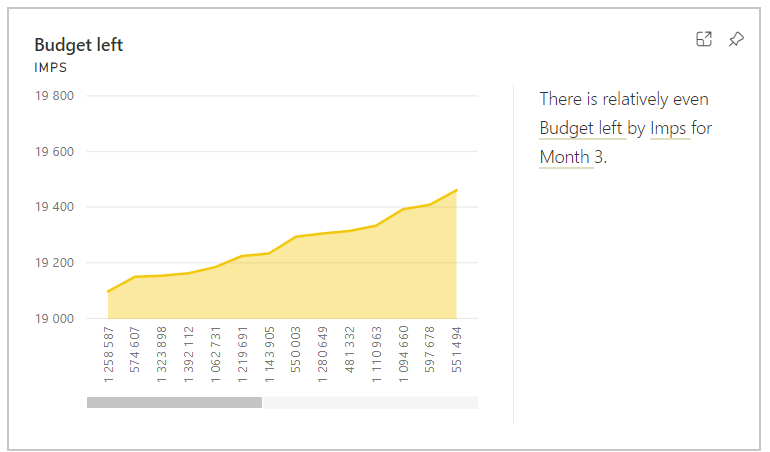 Budget left
IMPS
19 800
19 600
19 400
19 200
19 000
1 258 587
574 607
1 323 898
1 392 112
1 062 731
1 219 691
1 143 905
550 003
1 280 649
481 332
1 110 963
1 094 660
597 678
551 494
There is relatively even
Budget left by Imps for
Month 3.